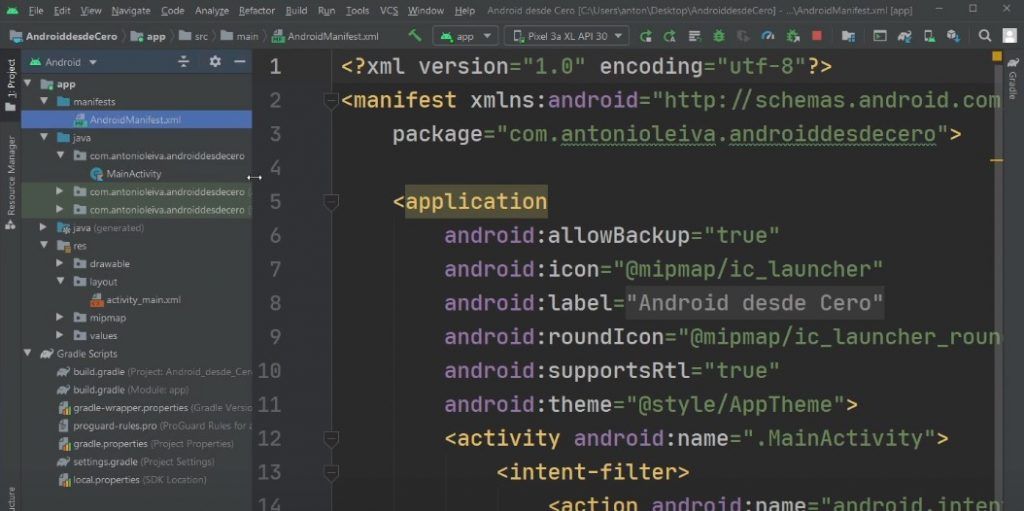 File Edit View Navigate Code Analyze Refactor Build Run Tools VCS Window Help Android desde Cero [C:\Users\anton\Desktop\AndroiddesdeCero] - ...\AndroidManifest.xml [app]
AndroiddesdeCero app src main AndroidManifest.xml app Pixel 3a XL API 30
1: Project
Resource Manager
Android
app
manifests
AndroidManifest.xml
java
com.antonioleiva.androiddesdecero
MainActivity
com.antonioleiva.androiddesdecero
com.antonioleiva.androiddesdecero
java (generated)
res
drawable
layout
activity_main.xml
mipmap
values
Gradle Scripts
build.gradle (Project: Android_desde_Cero
build.gradle (Module: app)
gradle-wrapper.properties (Gradle Versio
proguard-rules.pro (ProGuard Rules for a
gradle.properties (Project Properties)
settings.gradle (Project Settings)
local.properties (SDK Location)
1 <?xml version="1.0" encoding="utf-8"?>
2 <manifest xmlns:android="http://schemas.android.com
3 package="com.antonioleiva.androiddesdecero">
4
5 <application
6 android:allowBackup="true"
7 android:icon="@mipmap/ic_launcher"
8 android:label="Android desde Cero"
9 android:roundIcon="@mipmap/ic_launcher_roun
10 android:supportsRtl="true"
11 android:theme="@style/AppTheme">
12 <activity android:name=".MainActivity">
13 <intent-filter>
14 <action android:name="android.inten
Gradle